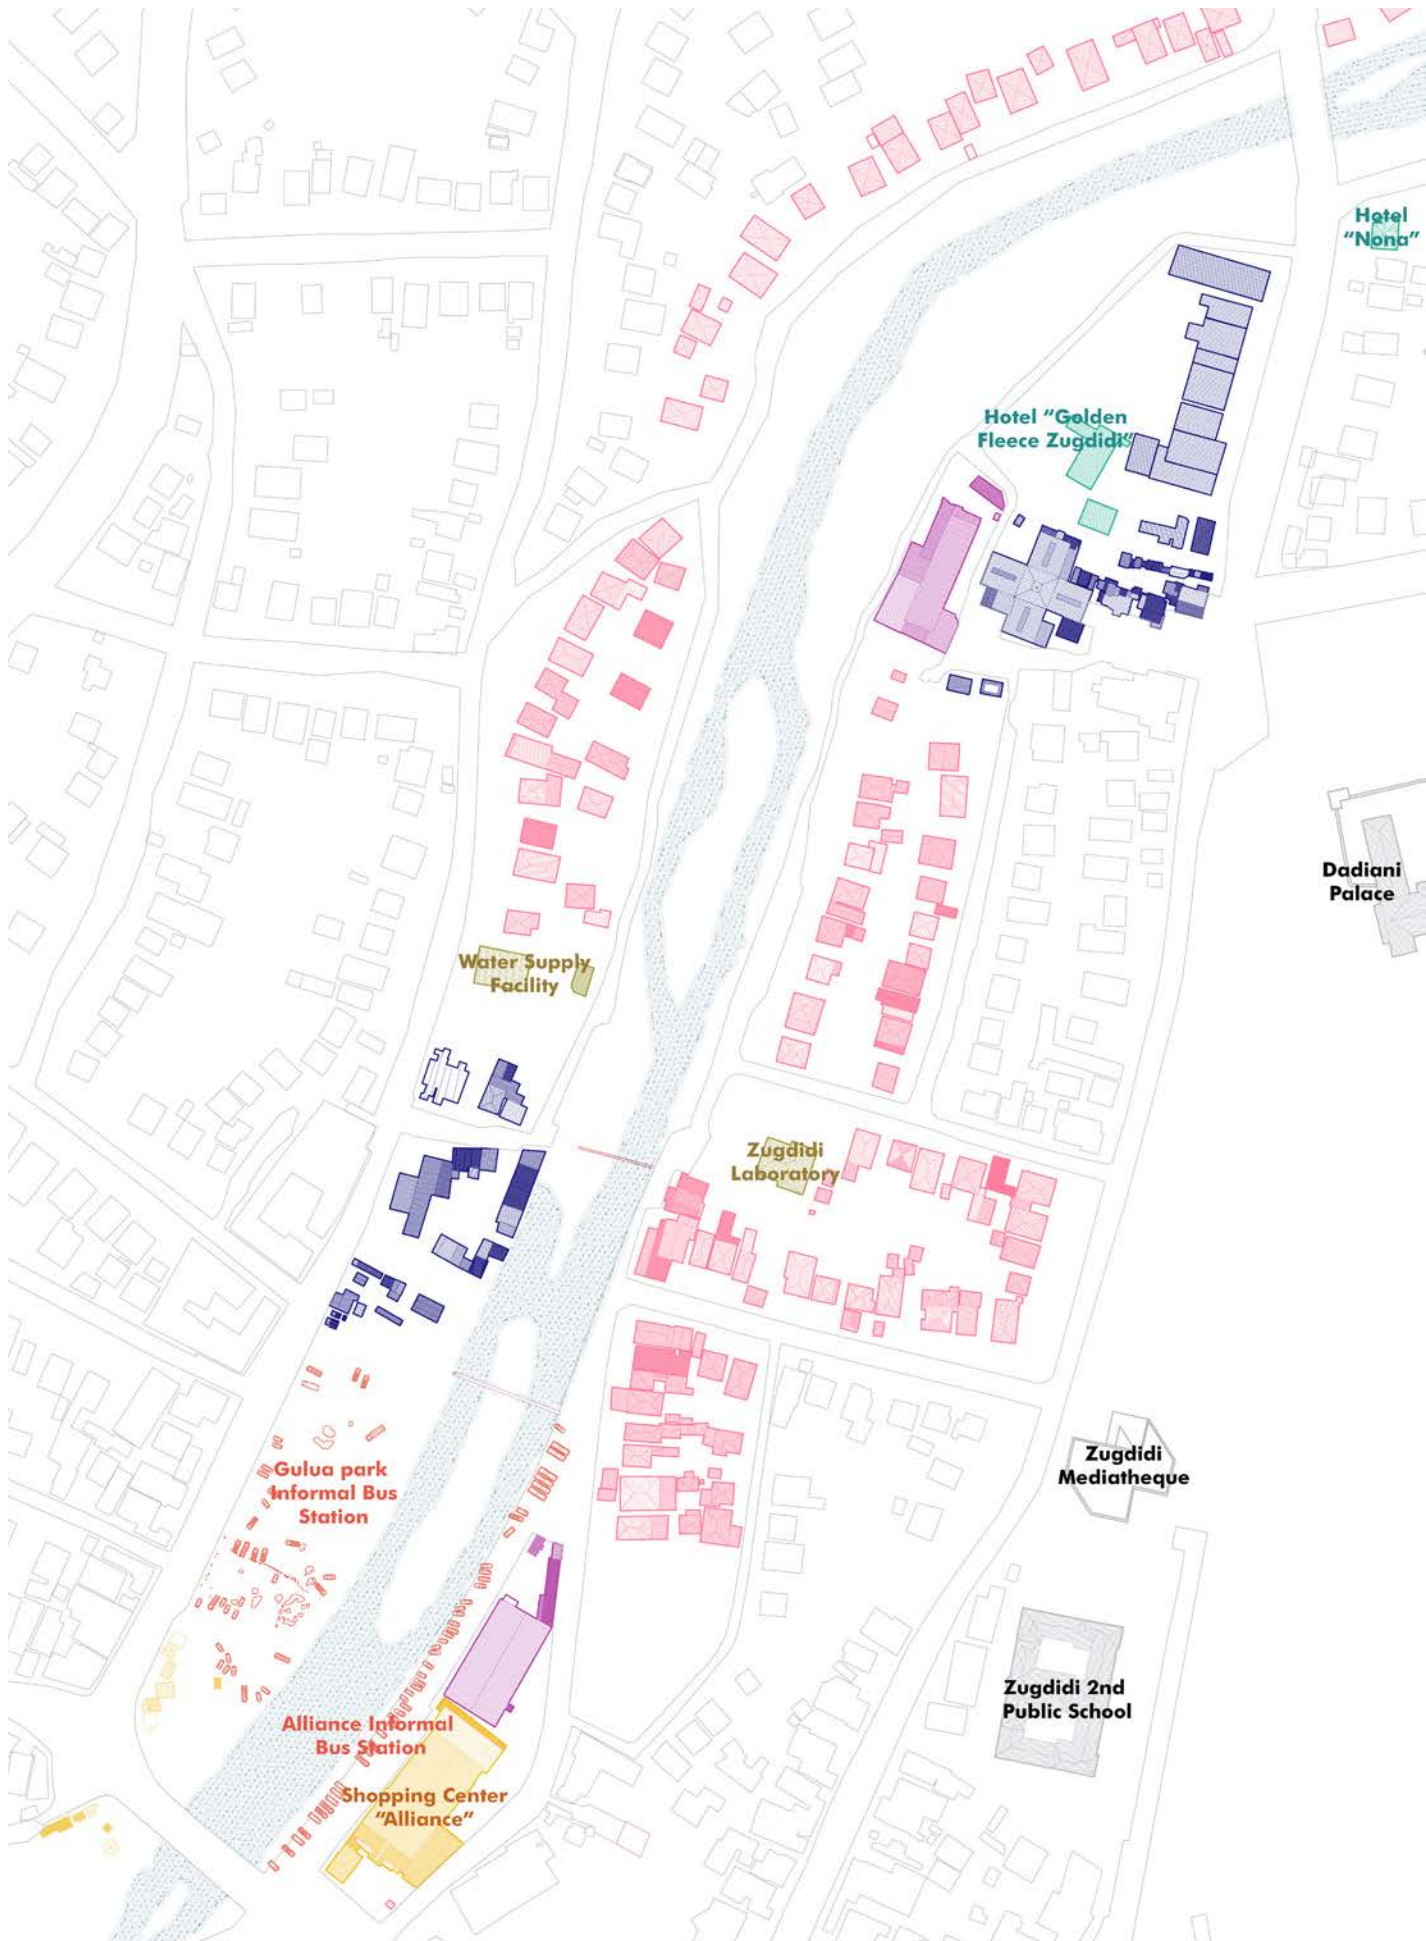 Hotel
“Nona”
Hotel “Golden
Fleece Zugdidi”
Dadiani
Palace
Water Supply
Facility
Zugdidi
Laboratory
Zugdidi
Mediatheque
Gulua park
Informal Bus
Station
Zugdidi 2nd
Public School
Alliance Informal
Bus Station
Shopping Center
“Alliance”